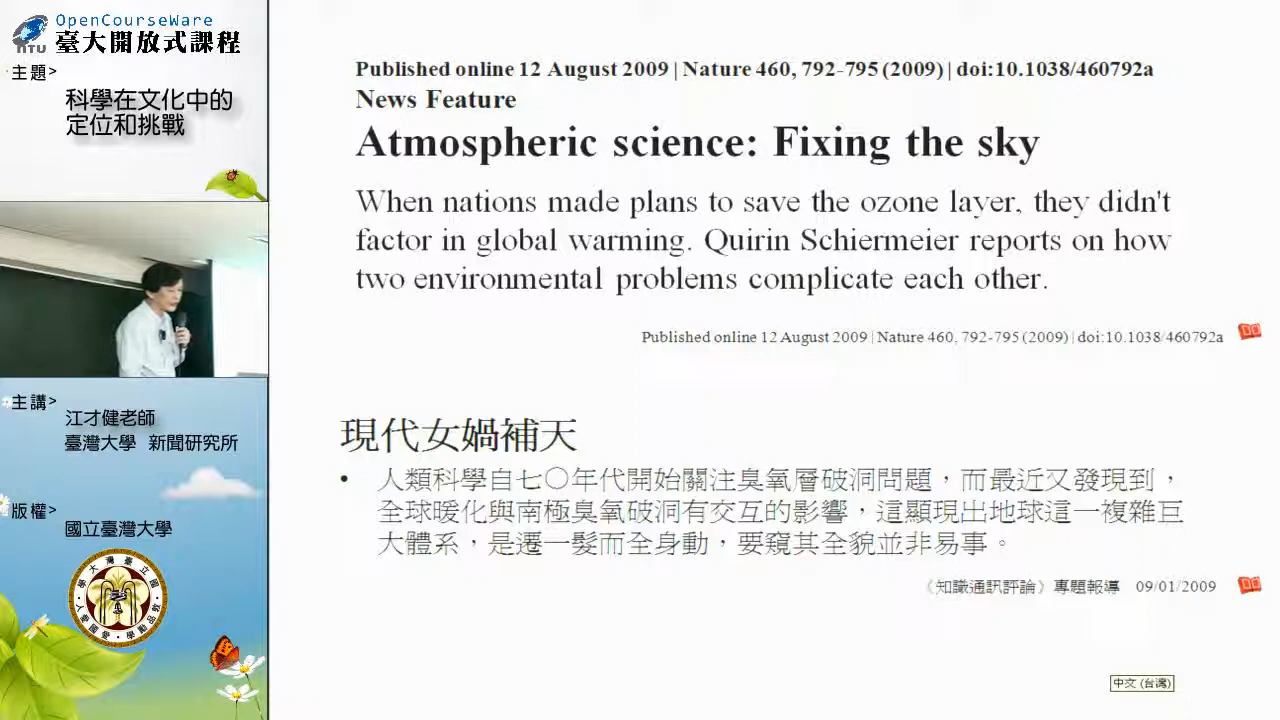 OpenCourseWare
NTU
臺大開放式課程
主題>
科學在文化中的
定位和挑戰
主講>
江才健老師
臺灣大學 新聞研究所
版權>
國立臺灣大學
Published online 12 August 2009 | Nature 460, 792-795 (2009) | doi:10.1038/460792a
News Feature
Atmospheric science: Fixing the sky
When nations made plans to save the ozone layer, they didn't
factor in global warming. Quirin Schiermeier reports on how
two environmental problems complicate each other.
Published online 12 August 2009 | Nature 460, 792-795 (2009) | doi:10.1038/460792a
現代女媧補天
• 人類科學自七〇年代開始關注臭氧層破洞問題，而最近又發現到，
全球暖化與南極臭氧破洞有交互的影響，這顯現出地球這一複雜巨
大體系，是遷一髮而全身動，要窺其全貌並非易事。
《知識通訊評論》專題報導 09/01/2009
中文 (台灣)